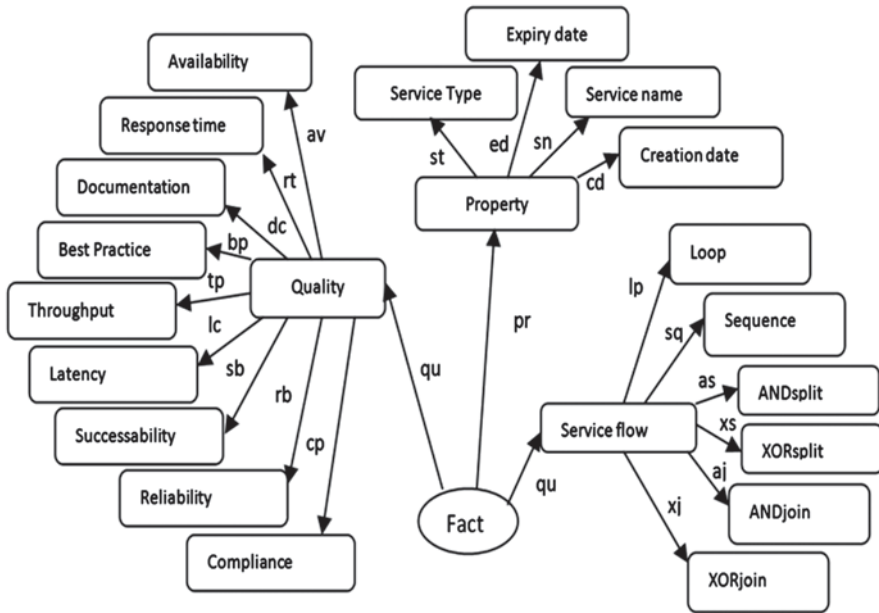 Expiry date
Availability
Service Type
Service name
Response time
av
ed
sn
st
Creation date
rt
cd
Documentation
Property
dc
Best Practice
bp
Loop
tp
Quality
lp
Throughput
lc
pr
Sequence
sq
Latency
sb
qu
as
ANDsplit
rb
xs
Successability
Service flow
XORsplit
cp
aj
qu
Reliability
xj
ANDjoin
Fact
Compliance
XORjoin